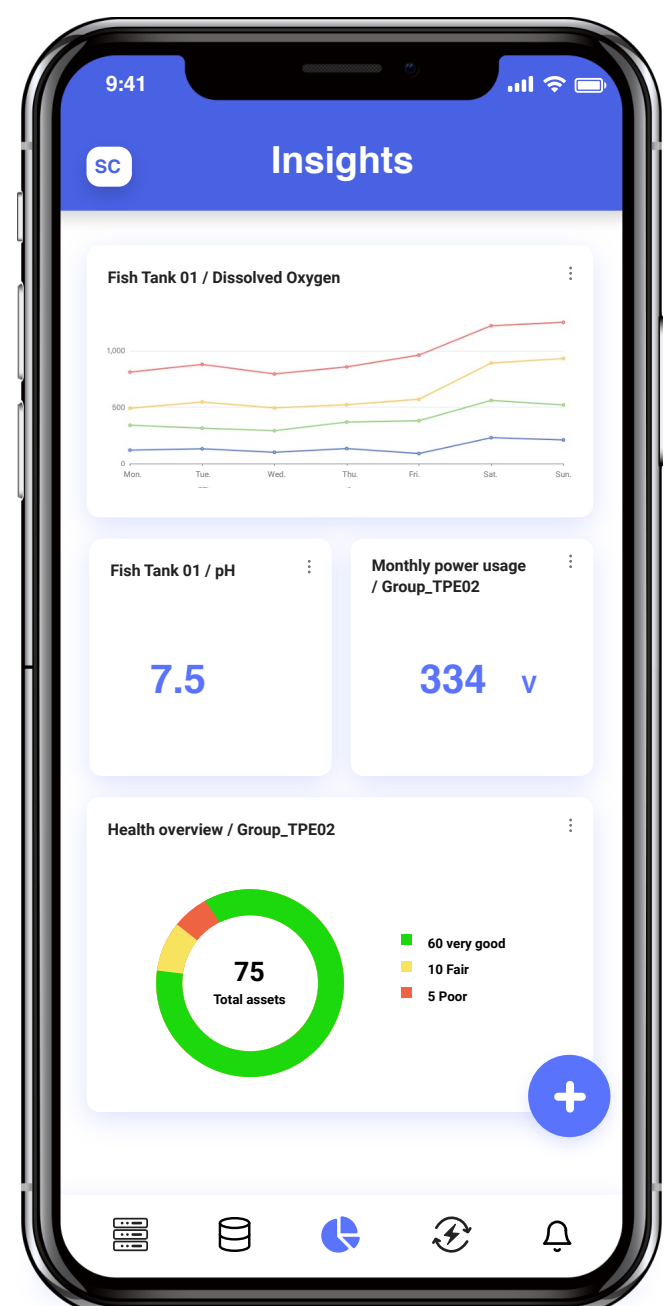 9:41
SC
Insights
Fish Tank 01 / Dissolved Oxygen
1,000
500
0
Mon. Tue. Wed. Thu. Fri. Sat. Sun.
Fish Tank 01 / pH
7.5
Monthly power usage
/ Group_TPE02
334 V
Health overview / Group_TPE02
75
Total assets
60 very good
10 Fair
5 Poor